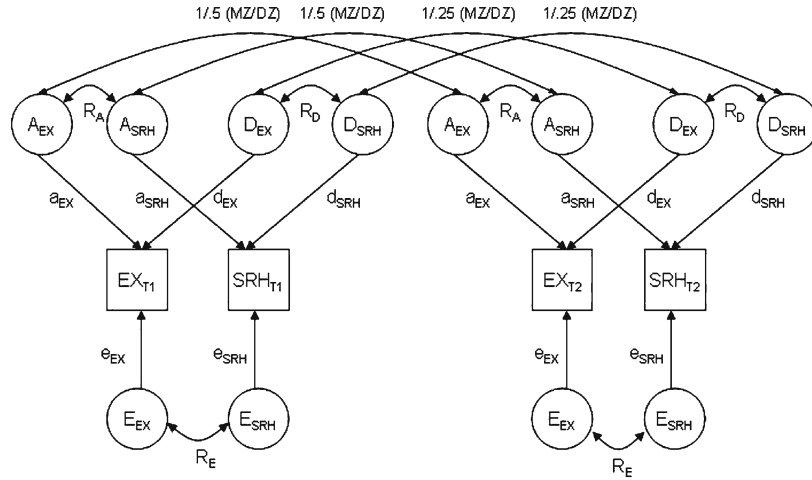 1/.5 (MZ/DZ) 1/.5 (MZ/DZ) 1/.25 (MZ/DZ) 1/.25 (MZ/DZ)
A_EX R_A A_SRH D_EX R_D D_SRH A_EX R_A A_SRH D_EX R_D D_SRH
a_EX a_SRH d_EX d_SRH a_EX a_SRH d_EX d_SRH
EX_T1 SRH_T1 EX_T2 SRH_T2
e_EX e_SRH e_EX e_SRH
E_EX E_SRH E_EX E_SRH
R_E R_E